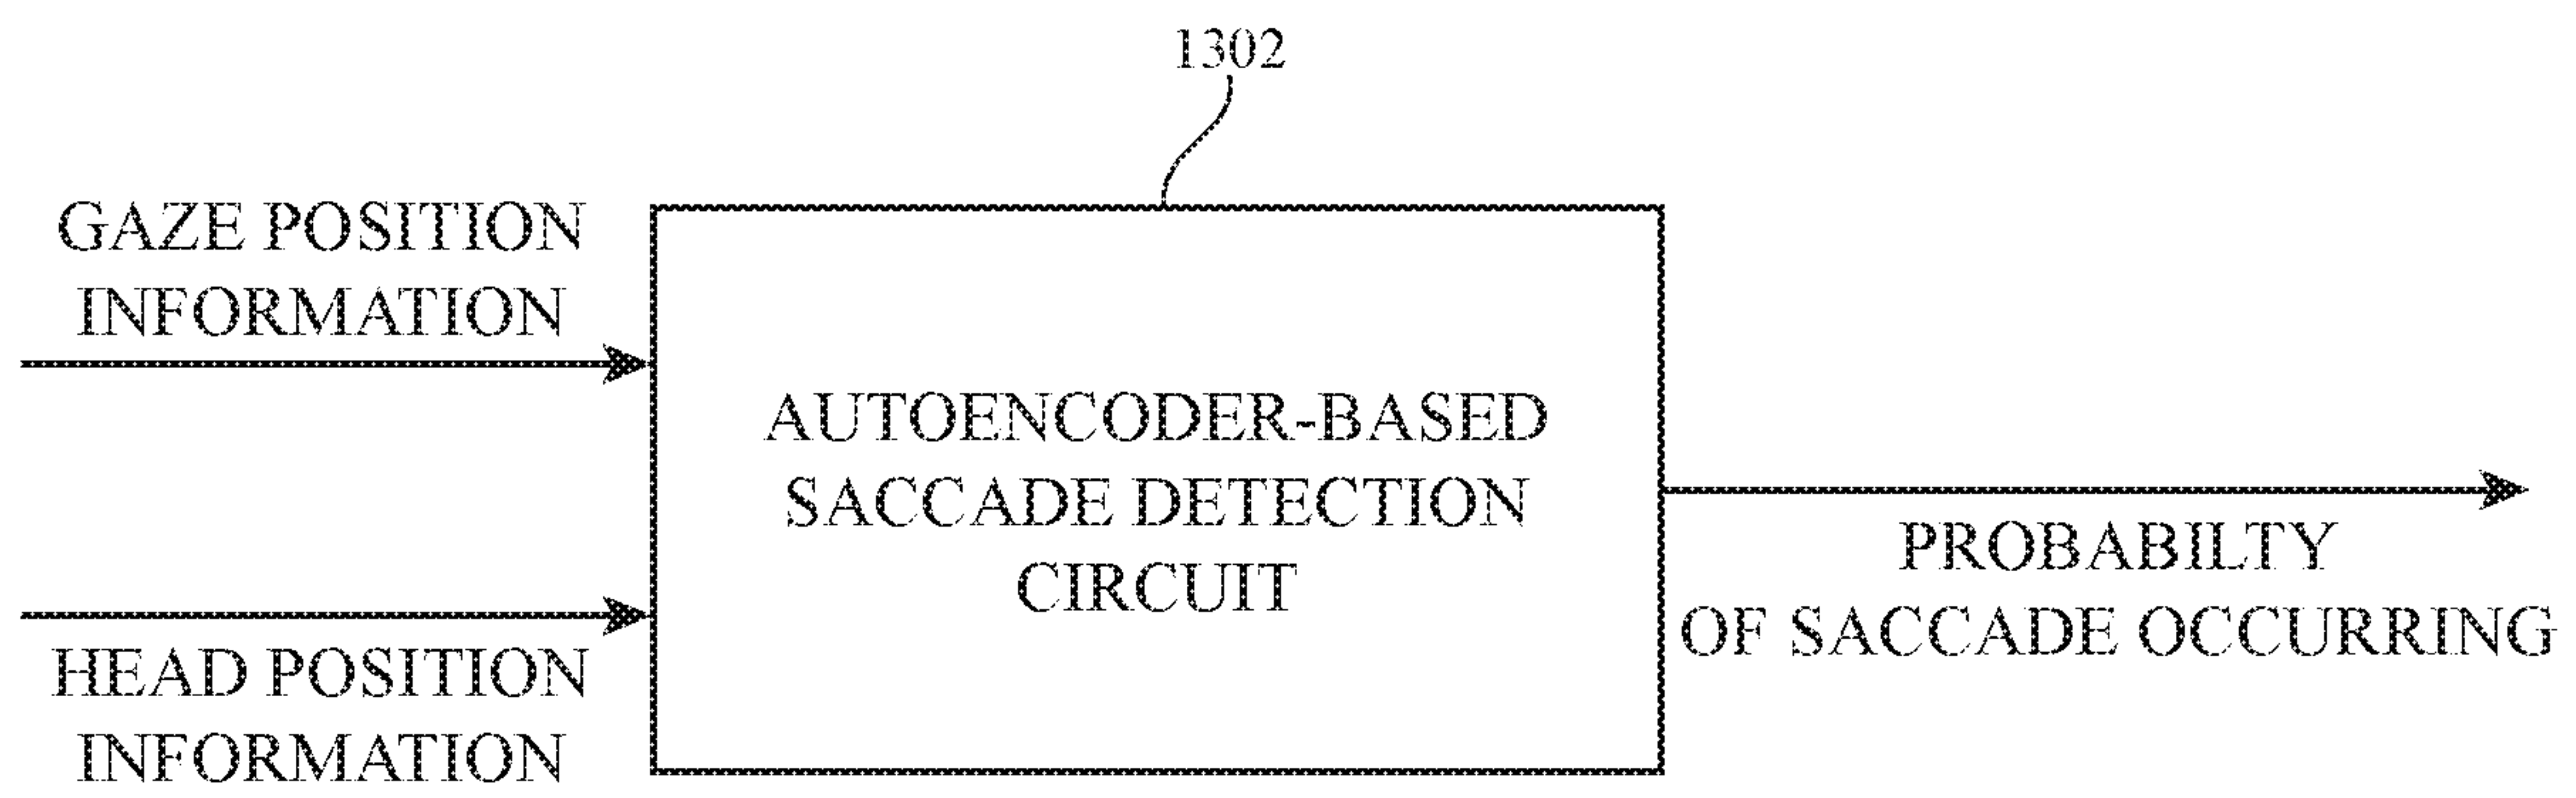 1302
GAZE POSITION
INFORMATION
AUTOENCODER-BASED
SACCADE DETECTION
CIRCUIT
HEAD POSITION
INFORMATION
PROBABILTY
OF SACCADE OCCURRING